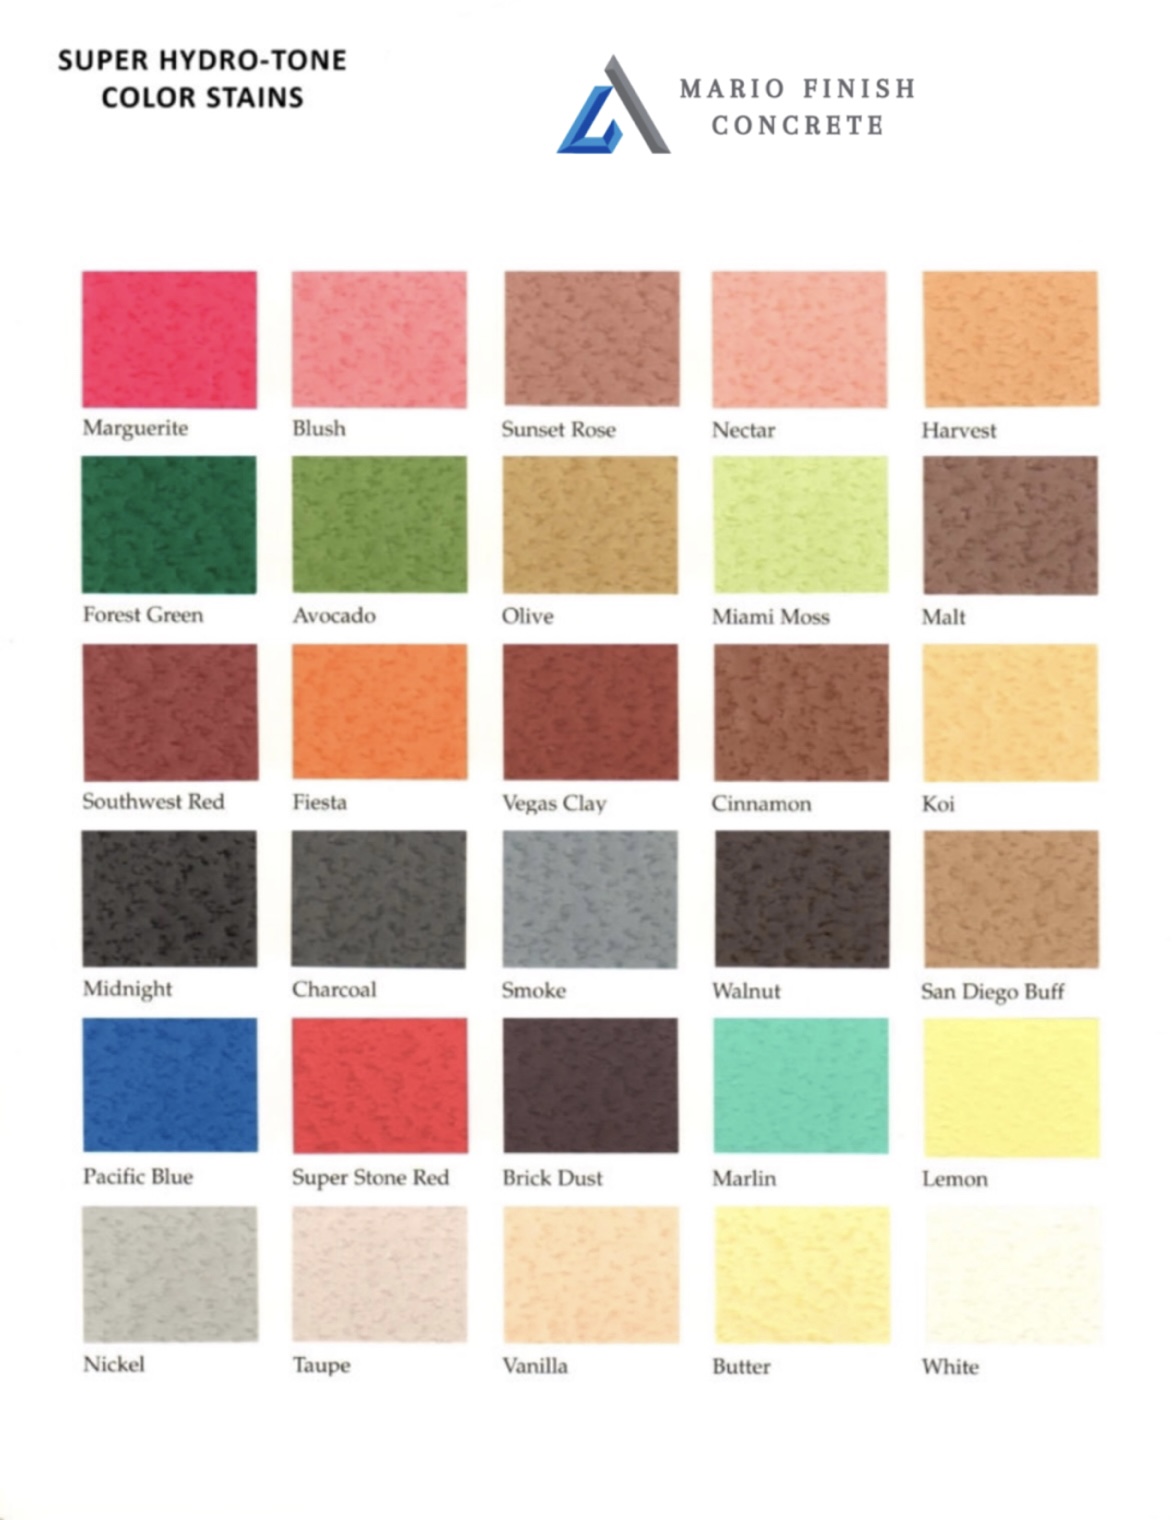 SUPER HYDRO-TONE
COLOR STAINS
MARIO FINISH
CONCRETE
Marguerite
Blush
Sunset Rose
Nectar
Harvest
Forest Green
Avocado
Olive
Miami Moss
Malt
Southwest Red
Fiesta
Vegas Clay
Cinnamon
Koi
Midnight
Charcoal
Smoke
Walnut
San Diego Buff
Pacific Blue
Super Stone Red
Brick Dust
Marlin
Lemon
Nickel
Taupe
Vanilla
Butter
White